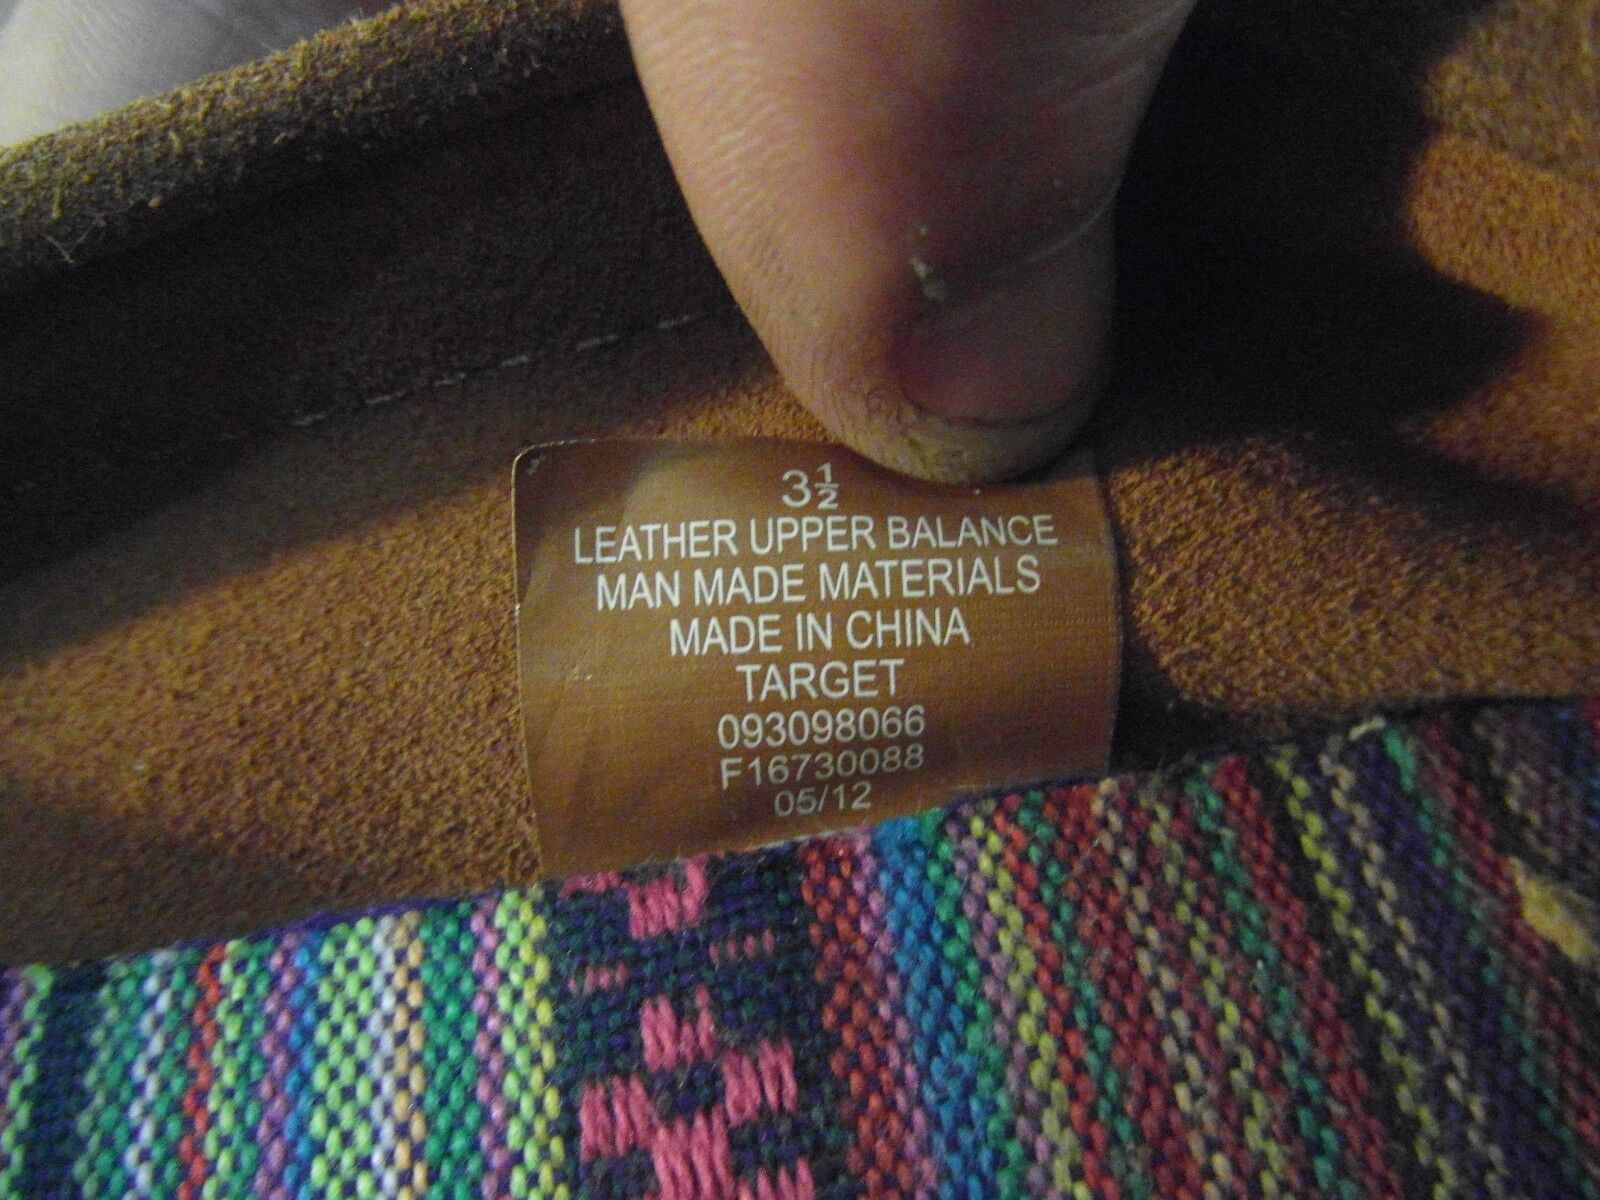 3½
LEATHER UPPER BALANCE
MAN MADE MATERIALS
MADE IN CHINA
TARGET
093098066
F16730088
05/12